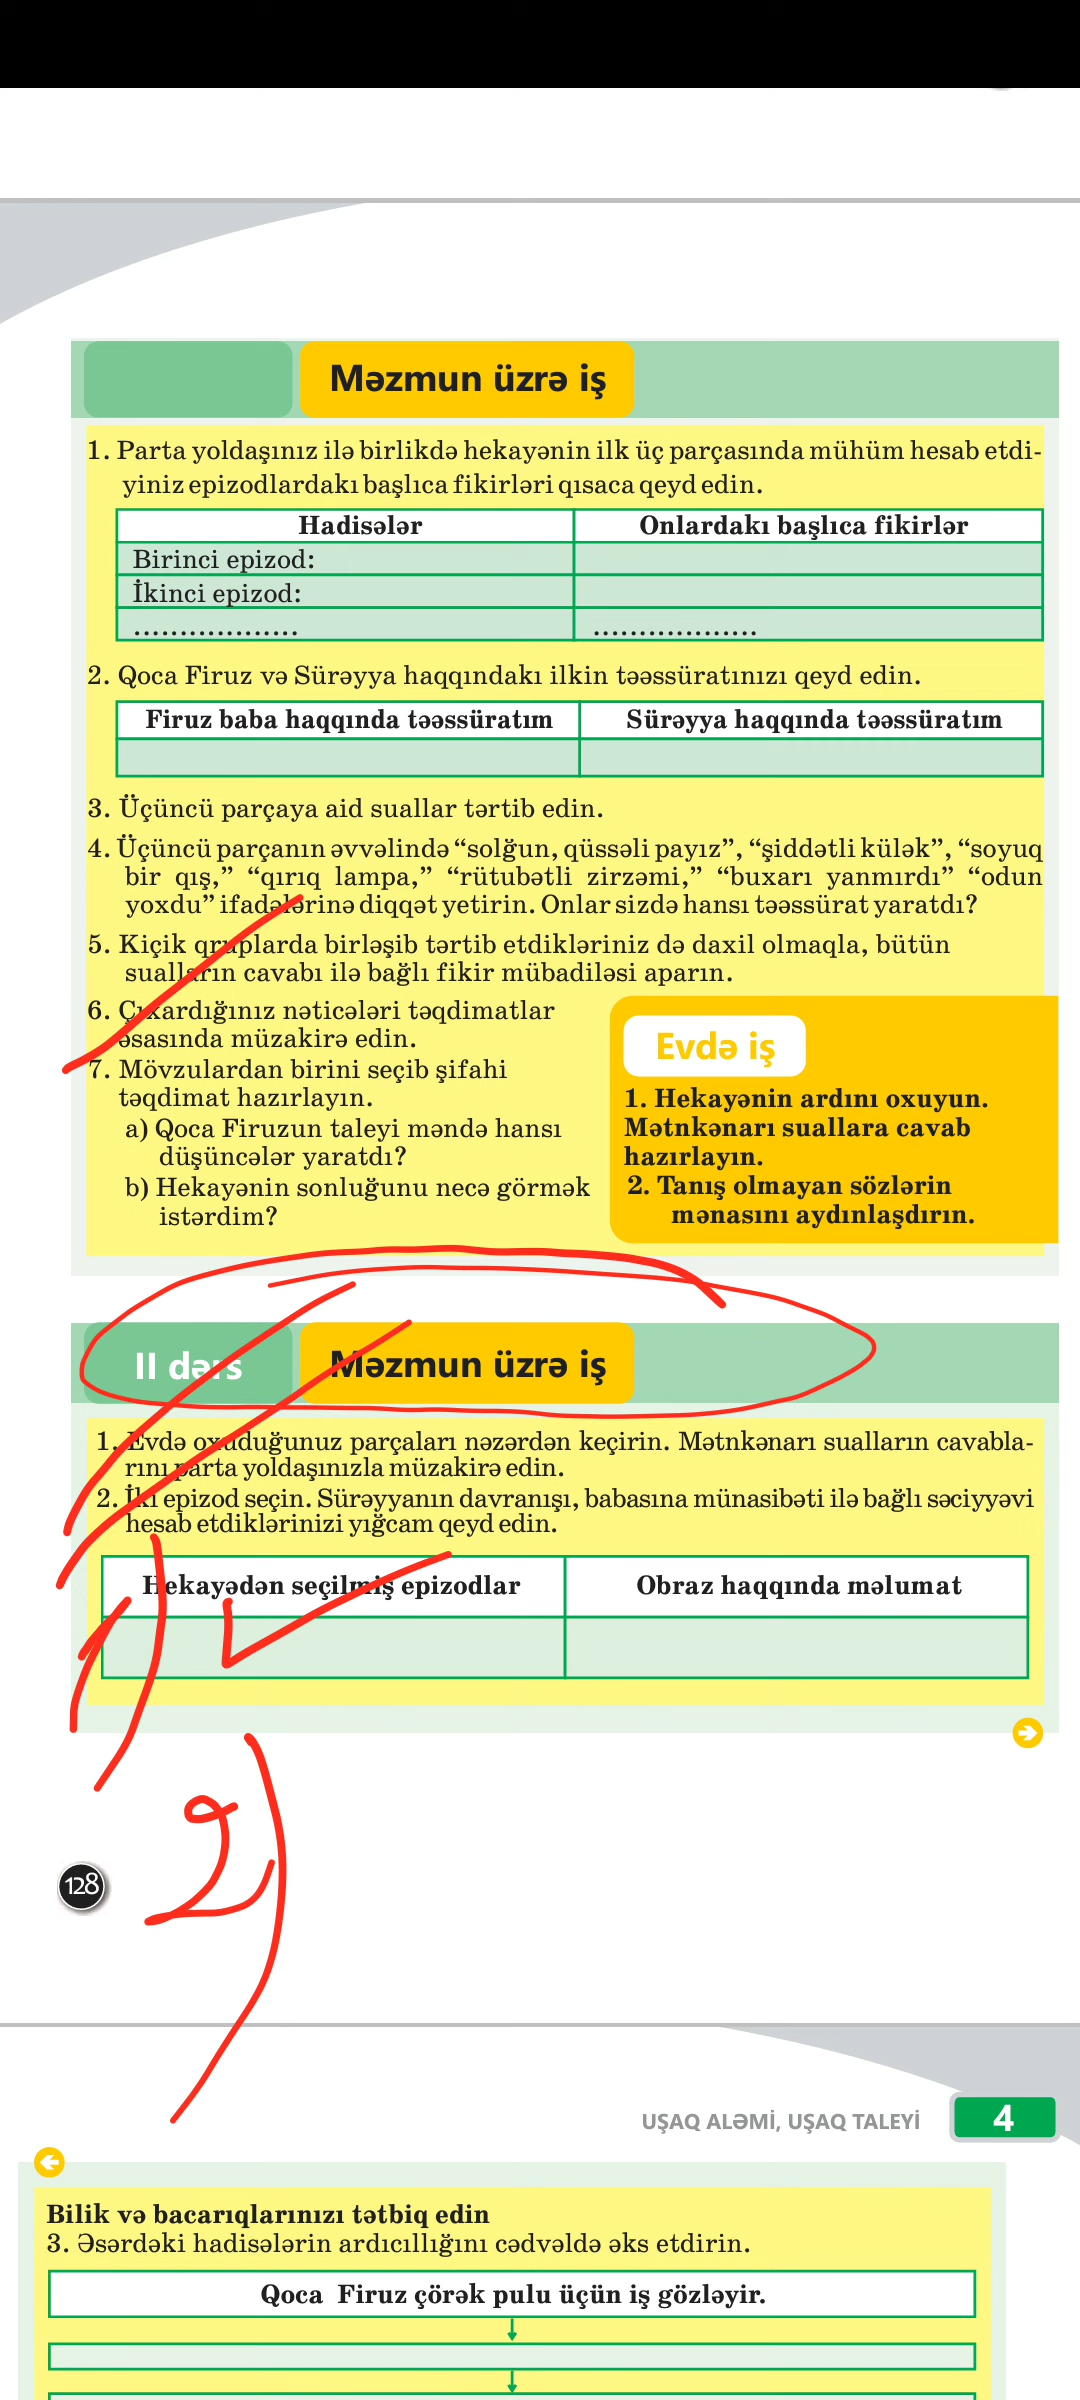 Məzmun üzrə iş
1. Parta yoldaşınız ilə birlikdə hekayənin ilk üç parçasında mühüm hesab etdi-
yiniz epizodlardakı başlıca fikirləri qısaca qeyd edin.
Hadisələr Onlardakı başlıca fikirlər
Birinci epizod:
İkinci epizod:
.................. ..................
2. Qoca Firuz və Sürəyya haqqındakı ilkin təəssüratınızı qeyd edin.
Firuz baba haqqında təəssüratım Sürəyya haqqında təəssüratım
3. Üçüncü parçaya aid suallar tərtib edin.
4. Üçüncü parçanın əvvəlində “solğun, qüssəli payız”, “şiddətli külək”, “soyuq
bir qış,” “qırıq lampa,” “rütubətli zirzəmi,” “buxarı yanmırdı” “odun
yoxdu” ifadələrinə diqqət yetirin. Onlar sizdə hansı təəssürat yaratdı?
5. Kiçik qruplarda birləşib tərtib etdikləriniz də daxil olmaqla, bütün
sualların cavabı ilə bağlı fikir mübadiləsi aparın.
6. Çıxardığınız nəticələri təqdimatlar
əsasında müzakirə edin.
7. Mövzulardan birini seçib şifahi
təqdimat hazırlayın.
a) Qoca Firuzun taleyi məndə hansı
düşüncələr yaratdı?
b) Hekayənin sonluğunu necə görmək
istərdim?
Evdə iş
1. Hekayənin ardını oxuyun.
Mətnkənarı suallara cavab
hazırlayın.
2. Tanış olmayan sözlərin
mənasını aydınlaşdırın.
II dərs Məzmun üzrə iş
1. Evdə oxuduğunuz parçaları nəzərdən keçirin. Mətnkənarı sualların cavabla-
rını parta yoldaşınızla müzakirə edin.
2. İki epizod seçin. Sürəyyanın davranışı, babasına münasibəti ilə bağlı səciyyəvi
hesab etdiklərinizi yığcam qeyd edin.
Hekayədən seçilmiş epizodlar Obraz haqqında məlumat
2
128
UŞAQ ALƏMİ, UŞAQ TALEYİ 4
Bilik və bacarıqlarınızı tətbiq edin
3. Əsərdəki hadisələrin ardıcıllığını cədvəldə əks etdirin.
Qoca Firuz çörək pulu üçün iş gözləyir.